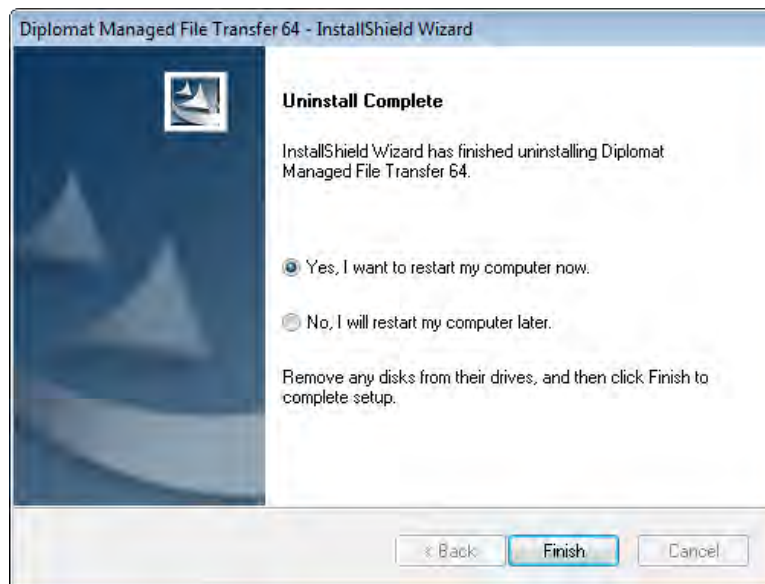 Diplomat Managed File Transfer 64 - InstallShield Wizard
Uninstall Complete
InstallShield Wizard has finished uninstalling Diplomat
Managed File Transfer 64.
Yes, I want to restart my computer now.
No, I will restart my computer later.
Remove any disks from their drives, and then click Finish to
complete setup.
< Back
Finish
Cancel